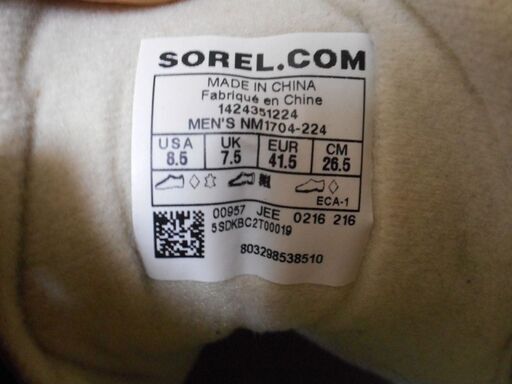 SOREL.COM
MADE IN CHINA
Fabriqué en Chine
1424351224
MEN'S NM1704-224
USA UK EUR CM
8.5 7.5 41.5 26.5
ECA-1
00957 JEE 0216 216
5SDKBC2T00019
803298538510